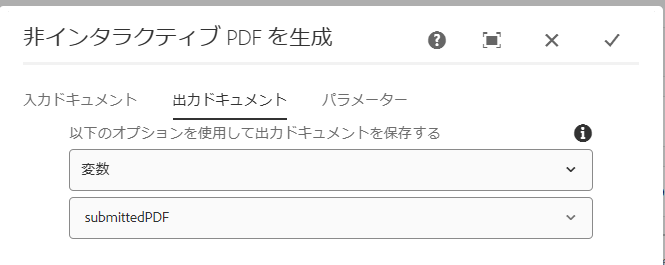 非インタラクティブ PDF を生成
入力ドキュメント 出力ドキュメント パラメーター
以下のオプションを使用して出力ドキュメントを保存する
変数
submittedPDF